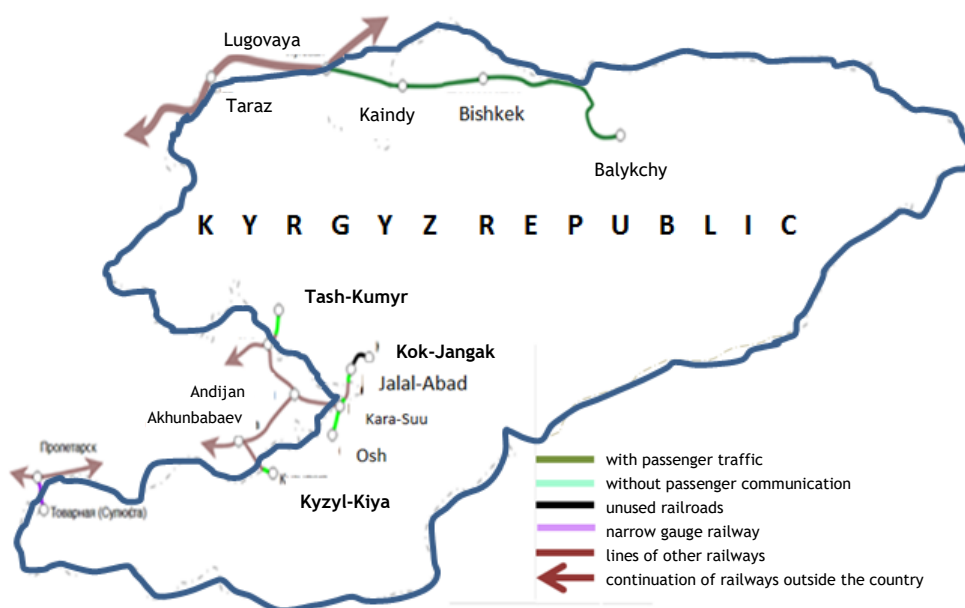 Lugovaya
Taraz
Kaindy
Bishkek
Balykchy
KYRGYZ REPUBLIC
Tash-Kumyr
Kok-Jangak
Jalal-Abad
Andijan
Akhunbabaev
Kara-Suu
Osh
Пролетарск
К
Kyzyl-Kiya
Товарная (Сулюкта)
with passenger traffic
without passenger communication
unused railroads
narrow gauge railway
lines of other railways
continuation of railways outside the country